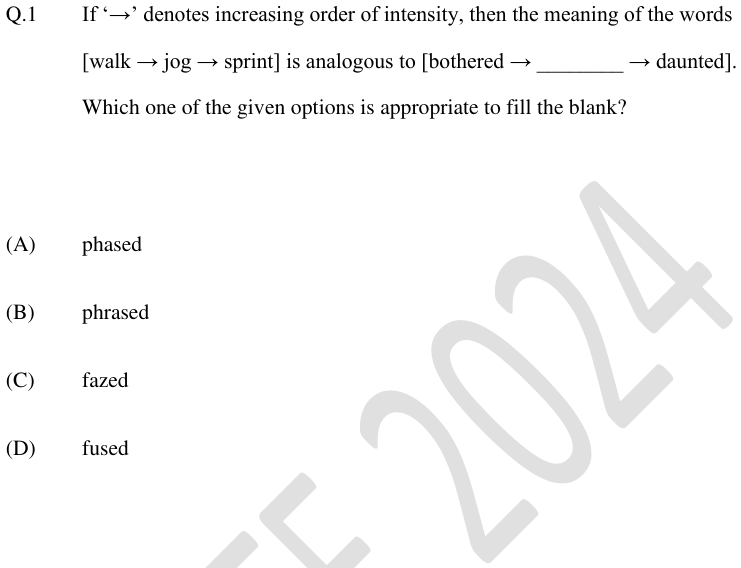 Q.1 If ‘→’ denotes increasing order of intensity, then the meaning of the words
[walk → jog → sprint] is analogous to [bothered → ________ → daunted].
Which one of the given options is appropriate to fill the blank?
(A) phased
(B) phrased
(C) fazed
(D) fused
E 2024